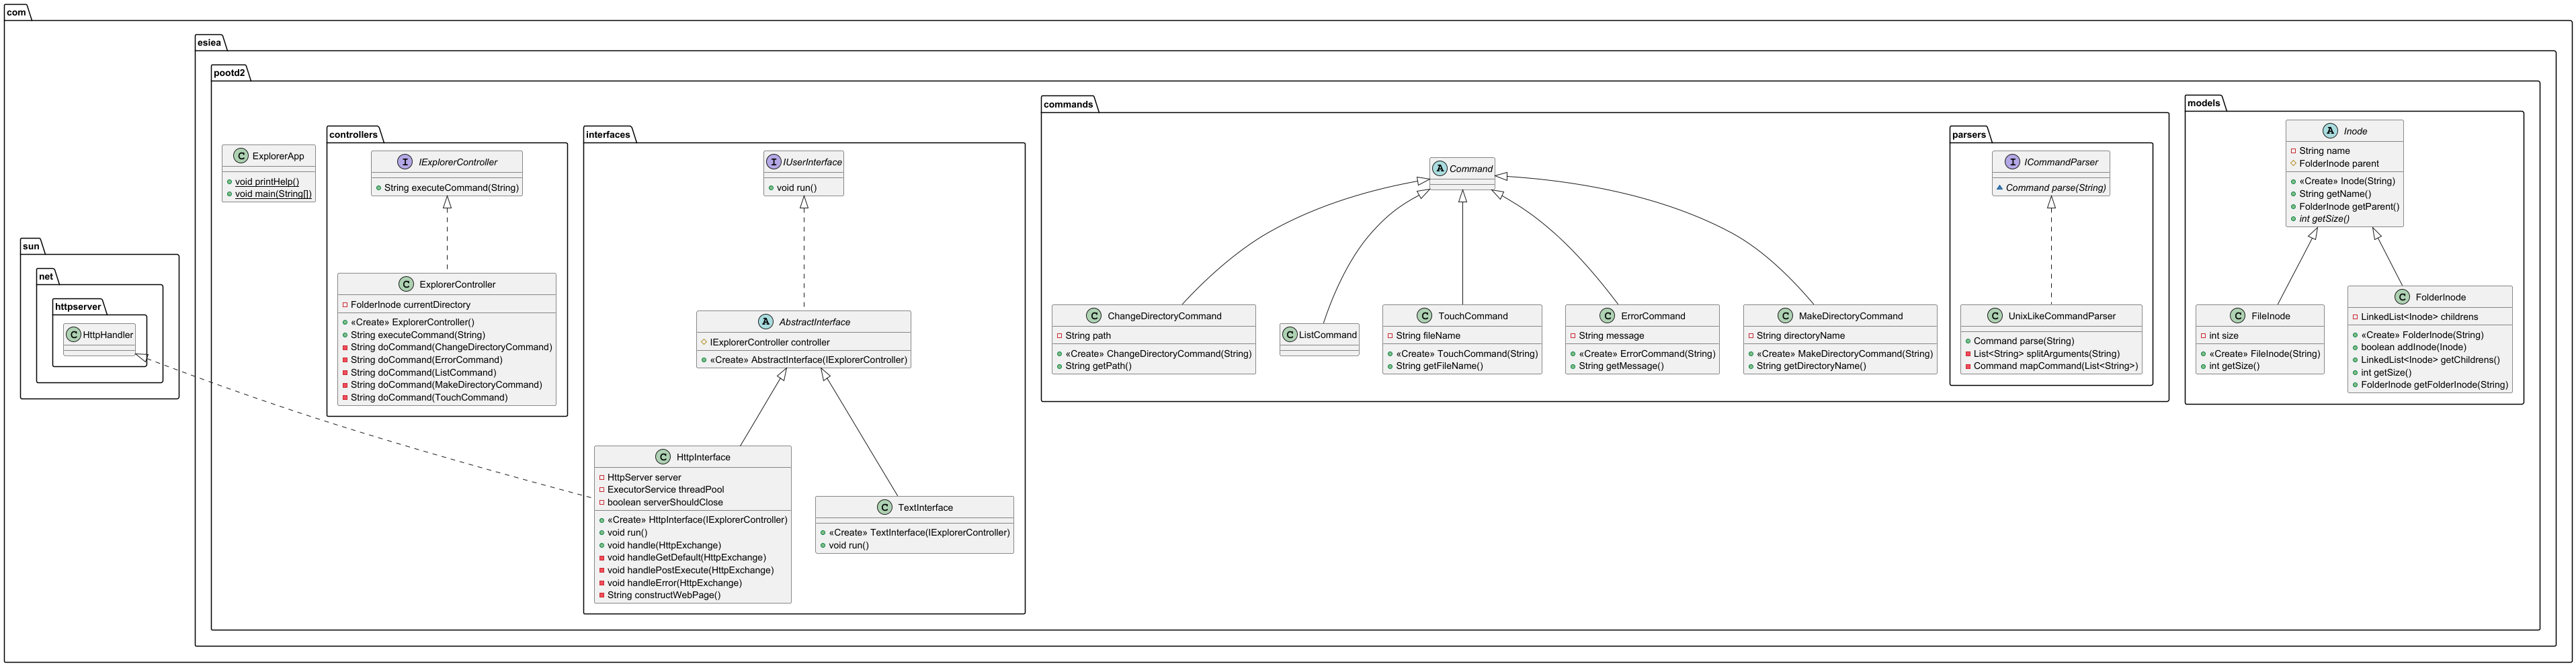 com
sun
net
httpserver
C HttpHandler
esiea
pootd2
C ExplorerApp
void printHelp()
void main(String[])
controllers
I IExplorerController
String executeCommand(String)
C ExplorerController
FolderInode currentDirectory
«Create» ExplorerController()
String executeCommand(String)
String doCommand(ChangeDirectoryCommand)
String doCommand(ErrorCommand)
String doCommand(ListCommand)
String doCommand(MakeDirectoryCommand)
String doCommand(TouchCommand)
interfaces
I IUserInterface
void run()
A AbstractInterface
IExplorerController controller
«Create» AbstractInterface(IExplorerController)
C HttpInterface
HttpServer server
ExecutorService threadPool
boolean serverShouldClose
«Create» HttpInterface(IExplorerController)
void run()
void handle(HttpExchange)
void handleGetDefault(HttpExchange)
void handlePostExecute(HttpExchange)
void handleError(HttpExchange)
String constructWebPage()
C TextInterface
«Create» TextInterface(IExplorerController)
void run()
commands
A Command
C ChangeDirectoryCommand
String path
«Create» ChangeDirectoryCommand(String)
String getPath()
C ListCommand
C TouchCommand
String fileName
«Create» TouchCommand(String)
String getFileName()
C ErrorCommand
String message
«Create» ErrorCommand(String)
String getMessage()
C MakeDirectoryCommand
String directoryName
«Create» MakeDirectoryCommand(String)
String getDirectoryName()
parsers
I ICommandParser
Command parse(String)
C UnixLikeCommandParser
Command parse(String)
List<String> splitArguments(String)
Command mapCommand(List<String>)
models
A Inode
String name
FolderInode parent
«Create» Inode(String)
String getName()
FolderInode getParent()
int getSize()
C FileInode
int size
«Create» FileInode(String)
int getSize()
C FolderInode
LinkedList<Inode> childrens
«Create» FolderInode(String)
boolean addInode(Inode)
LinkedList<Inode> getChildrens()
int getSize()
FolderInode getFolderInode(String)